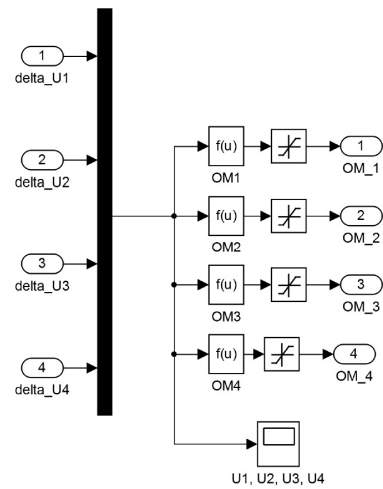 1
delta_U1
2
delta_U2
3
delta_U3
4
delta_U4
f(u)
OM1
1
OM_1
f(u)
OM2
2
OM_2
f(u)
OM3
3
OM_3
f(u)
OM4
4
OM_4
U1, U2, U3, U4